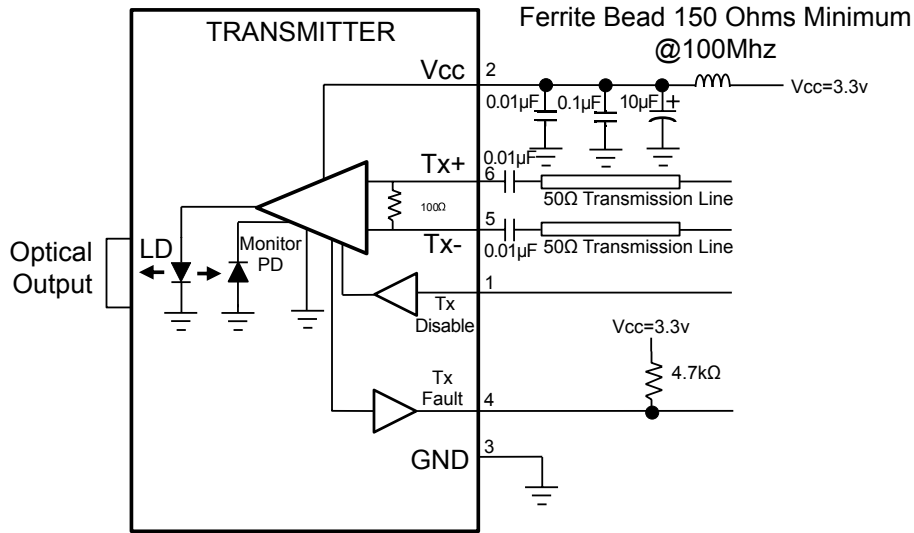 Ferrite Bead 150 Ohms Minimum
@100Mhz
TRANSMITTER
Vcc
2
Vcc=3.3v
0.01µF
0.1µF
10µF
+
Tx+
0.01µF
6
50Ω Transmission Line
100Ω
5
Tx-
0.01µF
50Ω Transmission Line
Optical
Output
LD
Monitor
PD
1
Tx
Disable
Vcc=3.3v
4.7kΩ
Tx
Fault
4
3
GND